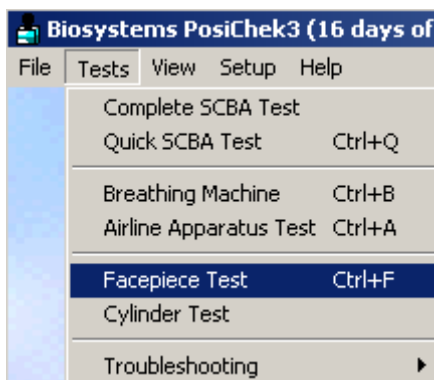 Biosystems PosiChek3 (16 days of
File Tests View Setup Help
Complete SCBA Test
Quick SCBA Test Ctrl+Q
Breathing Machine Ctrl+B
Airline Apparatus Test Ctrl+A
Facepiece Test Ctrl+F
Cylinder Test
Troubleshooting